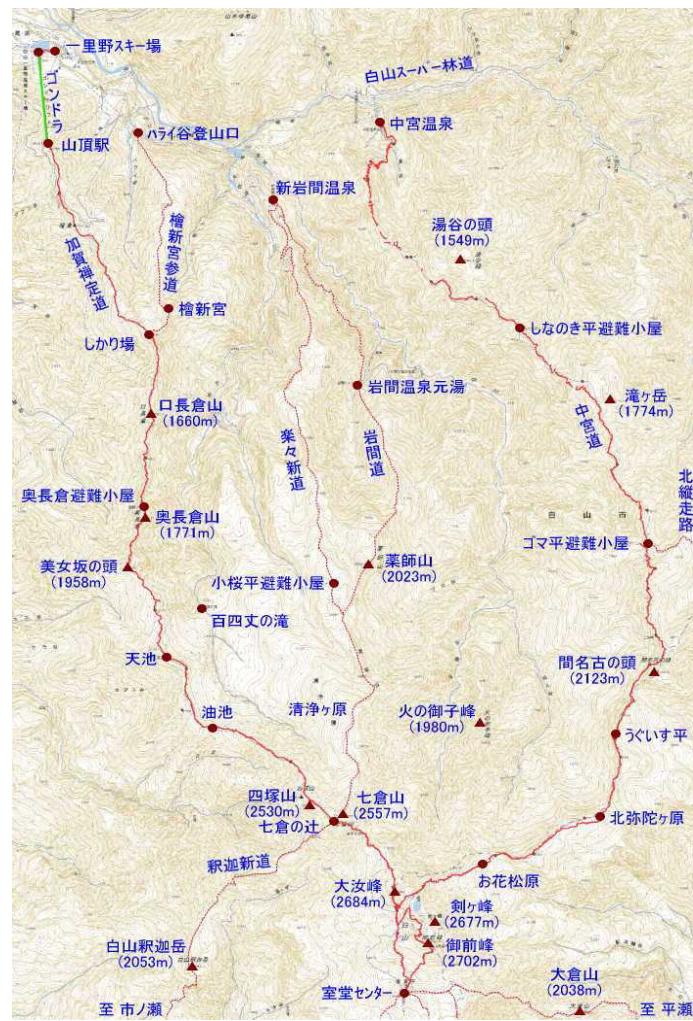 一里野スキー場
ゴンドラ
山頂駅
ハライ谷登山口
白山スーパー林道
中宮温泉
新岩間温泉
湯谷の頭
(1549m)
加賀禅定道
檜新宮参道
檜新宮
しかり場
しなのき平避難小屋
岩間温泉元湯
滝ヶ岳
(1774m)
口長倉山
(1660m)
楽々新道
岩間道
中宮道
北縦走路
奥長倉避難小屋
奥長倉山
(1771m)
白山市
ゴマ平避難小屋
美女坂の頭
(1958m)
小桜平避難小屋
薬師山
(2023m)
百四丈の滝
天池
間名古の頭
(2123m)
油池
清浄ヶ原
火の御子峰
(1980m)
うぐいす平
四塚山
(2530m)
七倉山
(2557m)
七倉の辻
北弥陀ヶ原
釈迦新道
お花松原
大汝峰
(2684m)
剣ヶ峰
(2677m)
御前峰
(2702m)
白山釈迦岳
(2053m)
大倉山
(2038m)
室堂センター
至 市ノ瀬
至 平瀬